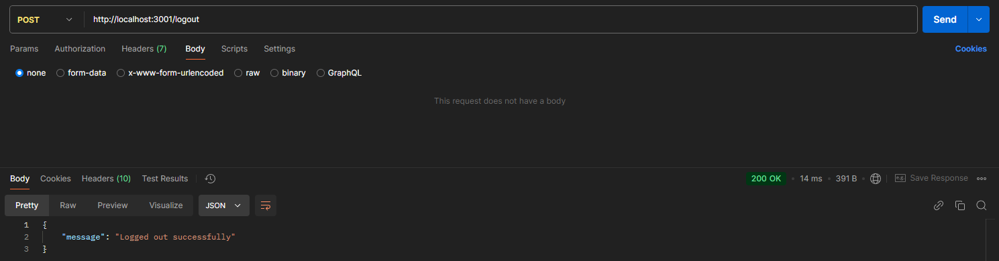 POST http://localhost:3001/logout Send
Params Authorization Headers (7) Body Scripts Settings Cookies
none form-data x-www-form-urlencoded raw binary GraphQL
This request does not have a body
Body Cookies Headers (10) Test Results 200 OK • 14 ms • 391 B • e.g. Save Response
Pretty Raw Preview Visualize JSON
1 {
2 "message": "Logged out successfully"
3 }